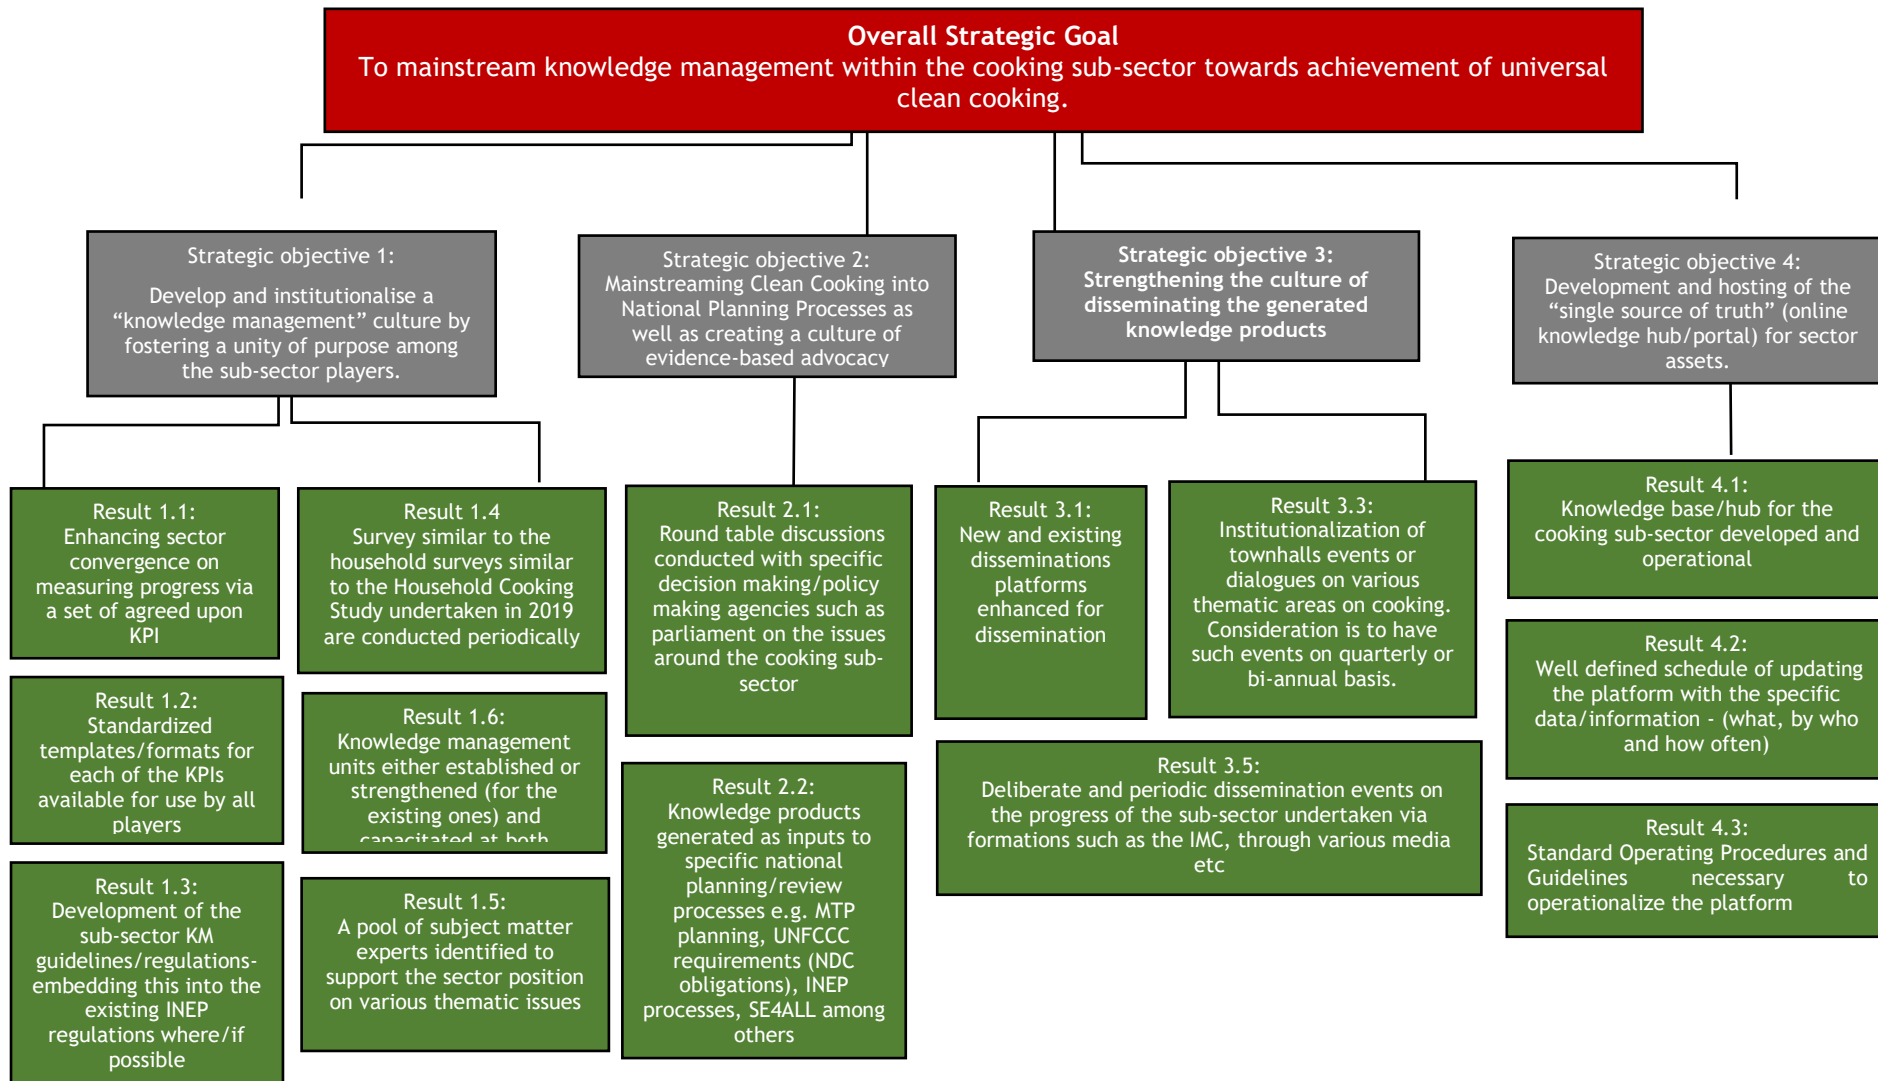 Overall Strategic Goal
To mainstream knowledge management within the cooking sub-sector towards achievement of universal
clean cooking.
Strategic objective 1:
Develop and institutionalise a
“knowledge management” culture by
fostering a unity of purpose among
the sub-sector players.
Strategic objective 2:
Mainstreaming Clean Cooking into
National Planning Processes as
well as creating a culture of
evidence-based advocacy
Strategic objective 3:
Strengthening the culture of
disseminating the generated
knowledge products
Strategic objective 4:
Development and hosting of the
“single source of truth” (online
knowledge hub/portal) for sector
assets.
Result 1.1:
Enhancing sector
convergence on
measuring progress via
a set of agreed upon
KPI
Result 1.2:
Standardized
templates/formats for
each of the KPIs
available for use by all
players
Result 1.3:
Development of the
sub-sector KM
guidelines/regulations-
embedding this into the
existing INEP
regulations where/if
possible
Result 1.4
Survey similar to the
household surveys similar
to the Household Cooking
Study undertaken in 2019
are conducted periodically
Result 1.6:
Knowledge management
units either established or
strengthened (for the
existing ones) and
capacitated at both
Result 1.5:
A pool of subject matter
experts identified to
support the sector position
on various thematic issues
Result 2.1:
Round table discussions
conducted with specific
decision making/policy
making agencies such as
parliament on the issues
around the cooking sub-
sector
Result 2.2:
Knowledge products
generated as inputs to
specific national
planning/review
processes e.g. MTP
planning, UNFCCC
requirements (NDC
obligations), INEP
processes, SE4ALL among
others
Result 3.1:
New and existing
disseminations
platforms
enhanced for
dissemination
Result 3.3:
Institutionalization of
townhalls events or
dialogues on various
thematic areas on cooking.
Consideration is to have
such events on quarterly or
bi-annual basis.
Result 3.5:
Deliberate and periodic dissemination events on
the progress of the sub-sector undertaken via
formations such as the IMC, through various media
etc
Result 4.1:
Knowledge base/hub for the
cooking sub-sector developed and
operational
Result 4.2:
Well defined schedule of updating
the platform with the specific
data/information - (what, by who
and how often)
Result 4.3:
Standard Operating Procedures and
Guidelines necessary to
operationalize the platform